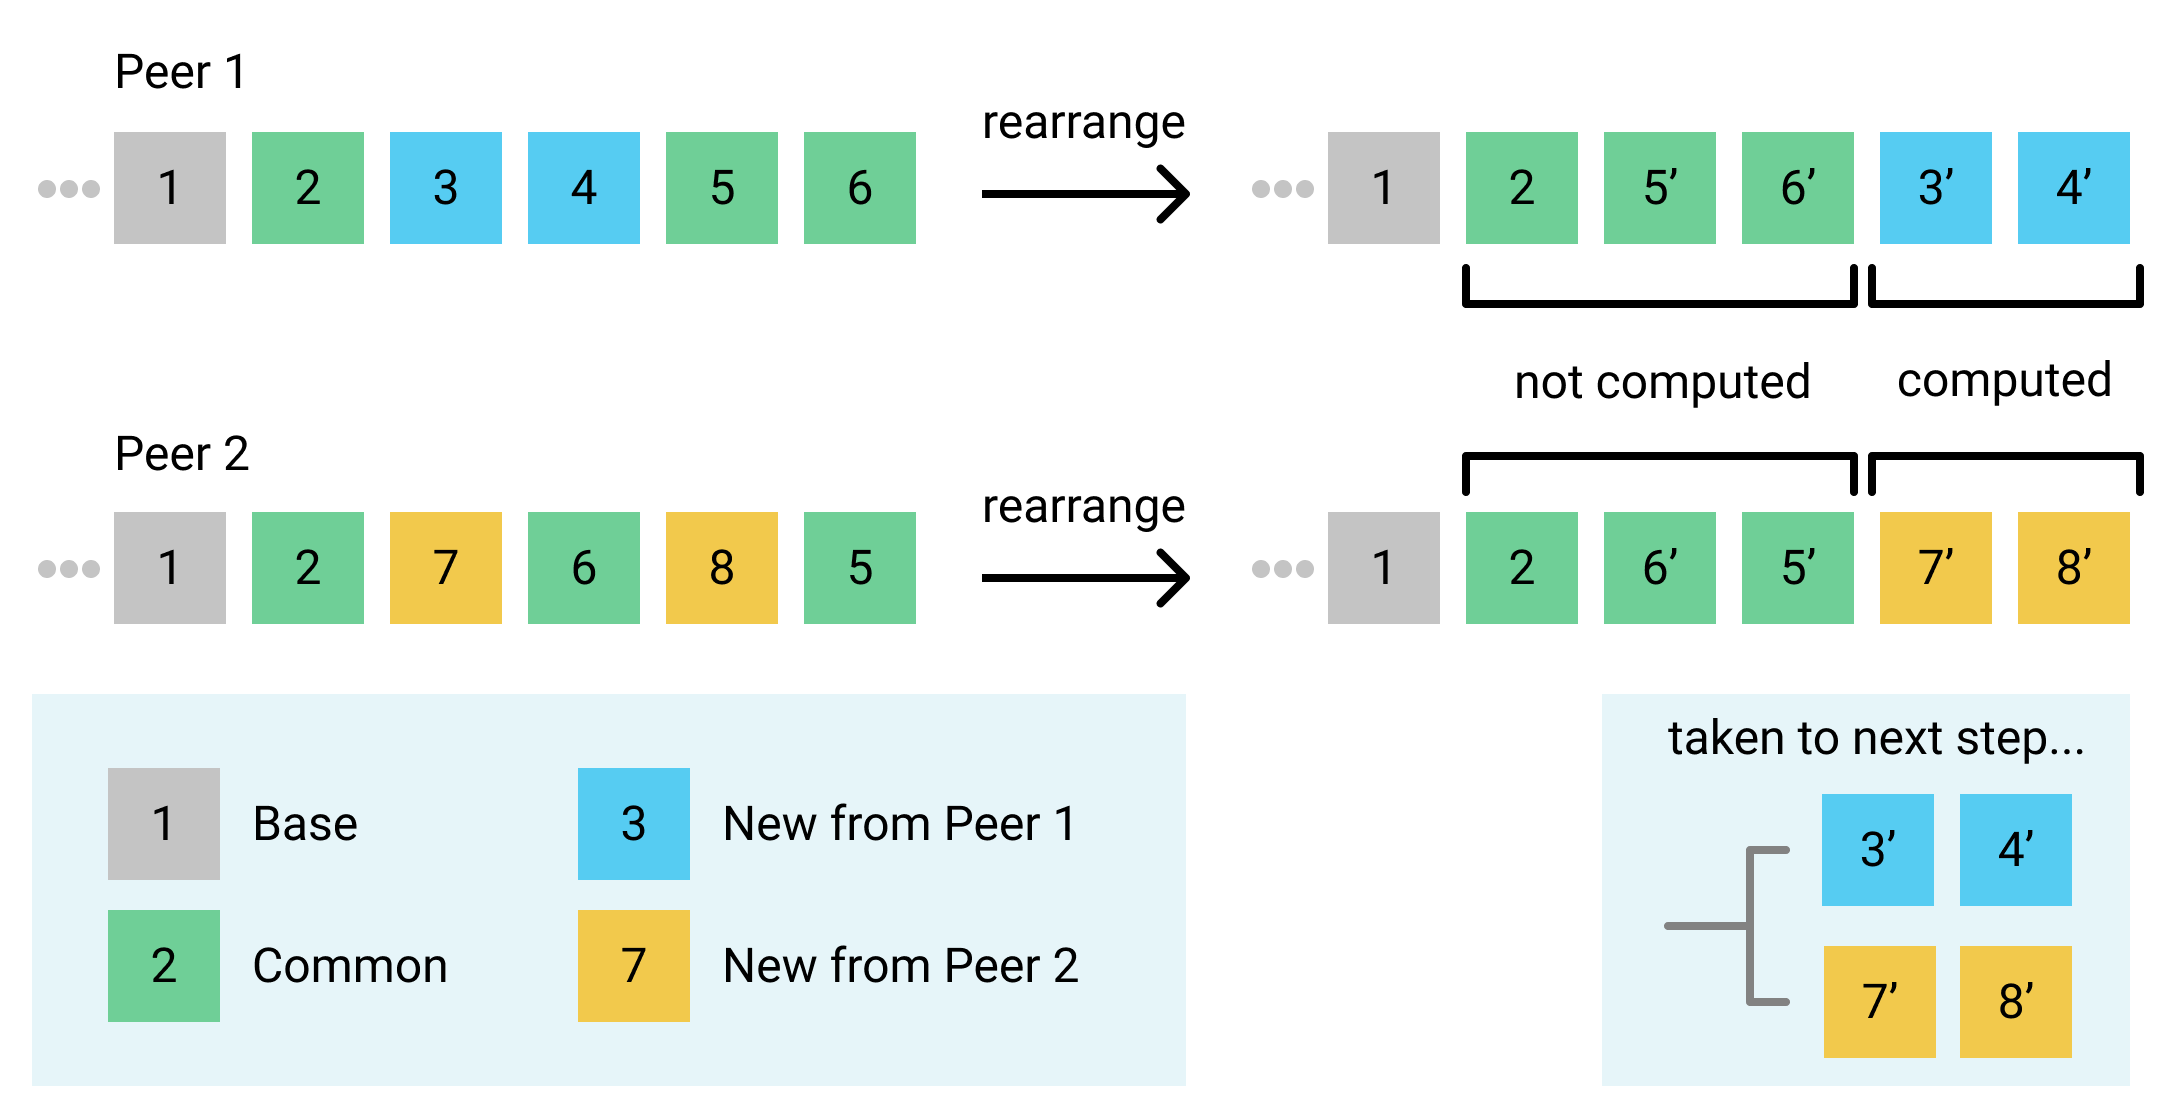 Peer 1
1 2 3 4 5 6
rearrange
1 2 5’ 6’ 3’ 4’
not computed computed
Peer 2
1 2 7 6 8 5
rearrange
1 2 6’ 5’ 7’ 8’
1 Base
3 New from Peer 1
2 Common
7 New from Peer 2
taken to next step...
3’ 4’
7’ 8’